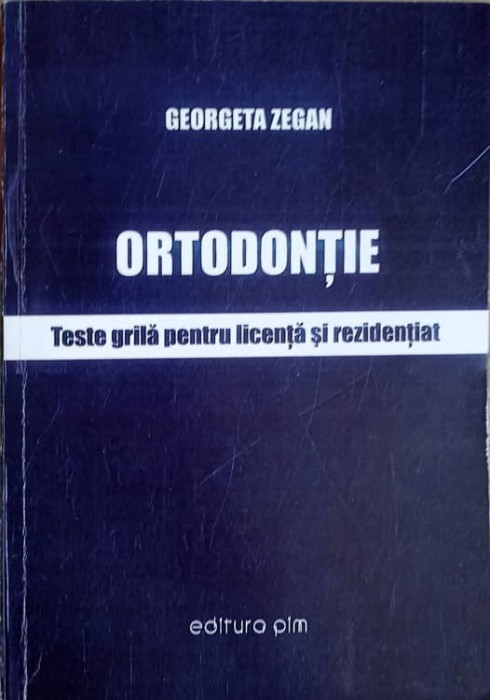 GEORGETA ZEGAN
ORTODONȚIE
Teste grilă pentru licență și rezidențiat
editura pim